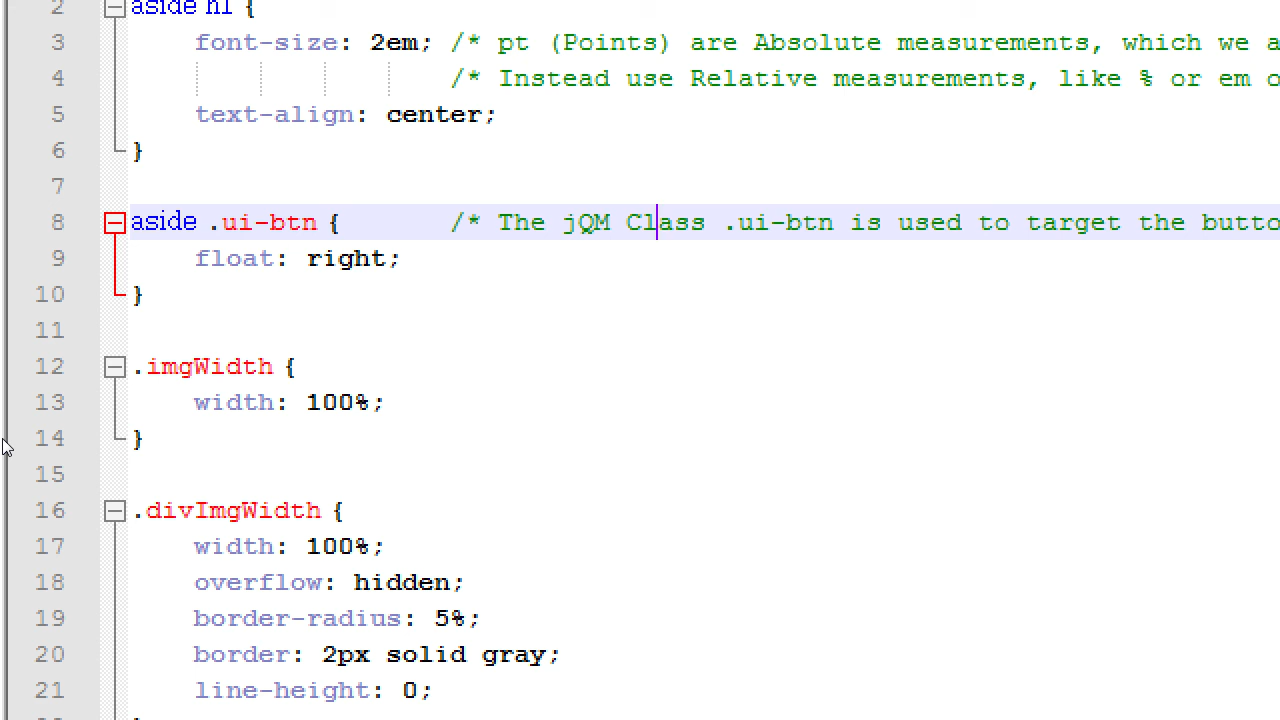 2 aside h1 {
3 font-size: 2em; /* pt (Points) are Absolute measurements, which we a
4 /* Instead use Relative measurements, like % or em o
5 text-align: center;
6 }
7
8 aside .ui-btn { /* The jQM Class .ui-btn is used to target the butto
9 float: right;
10 }
11
12 .imgWidth {
13 width: 100%;
14 }
15
16 .divImgWidth {
17 width: 100%;
18 overflow: hidden;
19 border-radius: 5%;
20 border: 2px solid gray;
21 line-height: 0;